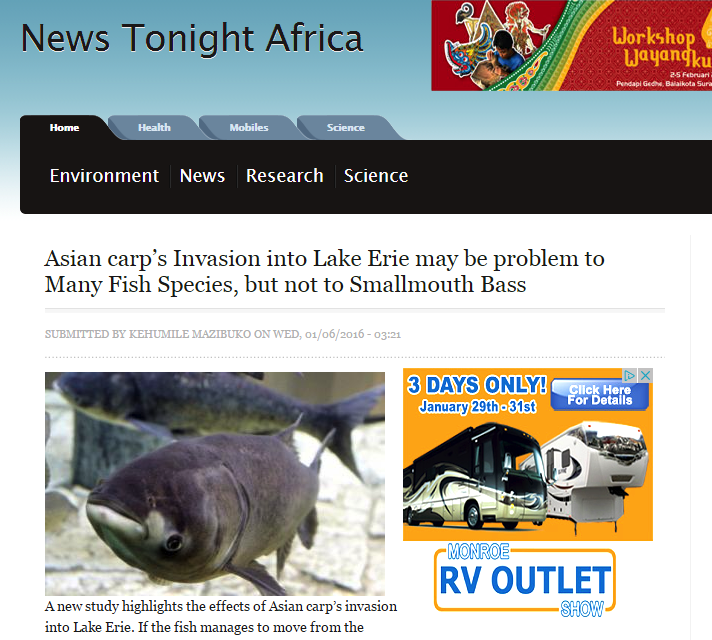 News Tonight Africa
Workshop
Wayang
2-5 Februari
Pendapi Gedhe, Balaikota Sura
Home
Health
Mobiles
Science
Environment
News
Research
Science
Asian carp’s Invasion into Lake Erie may be problem to
Many Fish Species, but not to Smallmouth Bass
SUBMITTED BY KEHUMILE MAZIBUKO ON WED, 01/06/2016 - 03:21
3 DAYS ONLY!
January 29th - 31st
Click Here
For Details
MONROE
RV OUTLET
SHOW
A new study highlights the effects of Asian carp’s invasion
into Lake Erie. If the fish manages to move from the